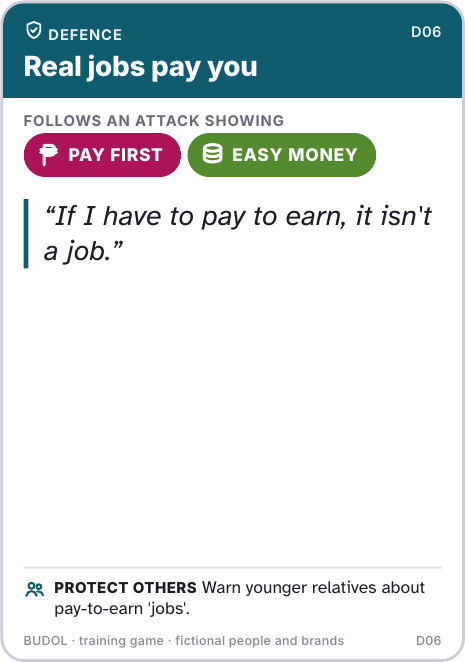 DEFENCE
D06
Real jobs pay you
FOLLOWS AN ATTACK SHOWING
PAY FIRST
EASY MONEY
“If I have to pay to earn, it isn't
a job.”
PROTECT OTHERS Warn younger relatives about
pay-to-earn 'jobs'.
BUDOL · training game · fictional people and brands
D06